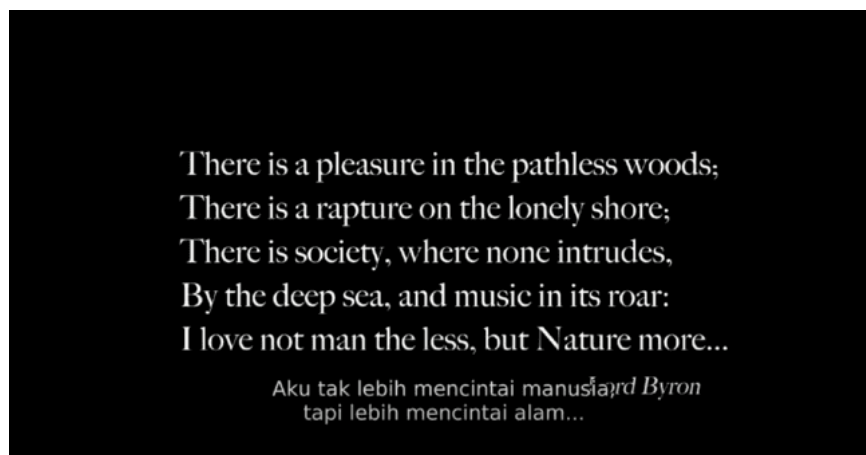 There is a pleasure in the pathless woods;
There is a rapture on the lonely shore;
There is society, where none intrudes,
By the deep sea, and music in its roar:
I love not man the less, but Nature more...
Byron
Aku tak lebih mencintai manusia,
tapi lebih mencintai alam...